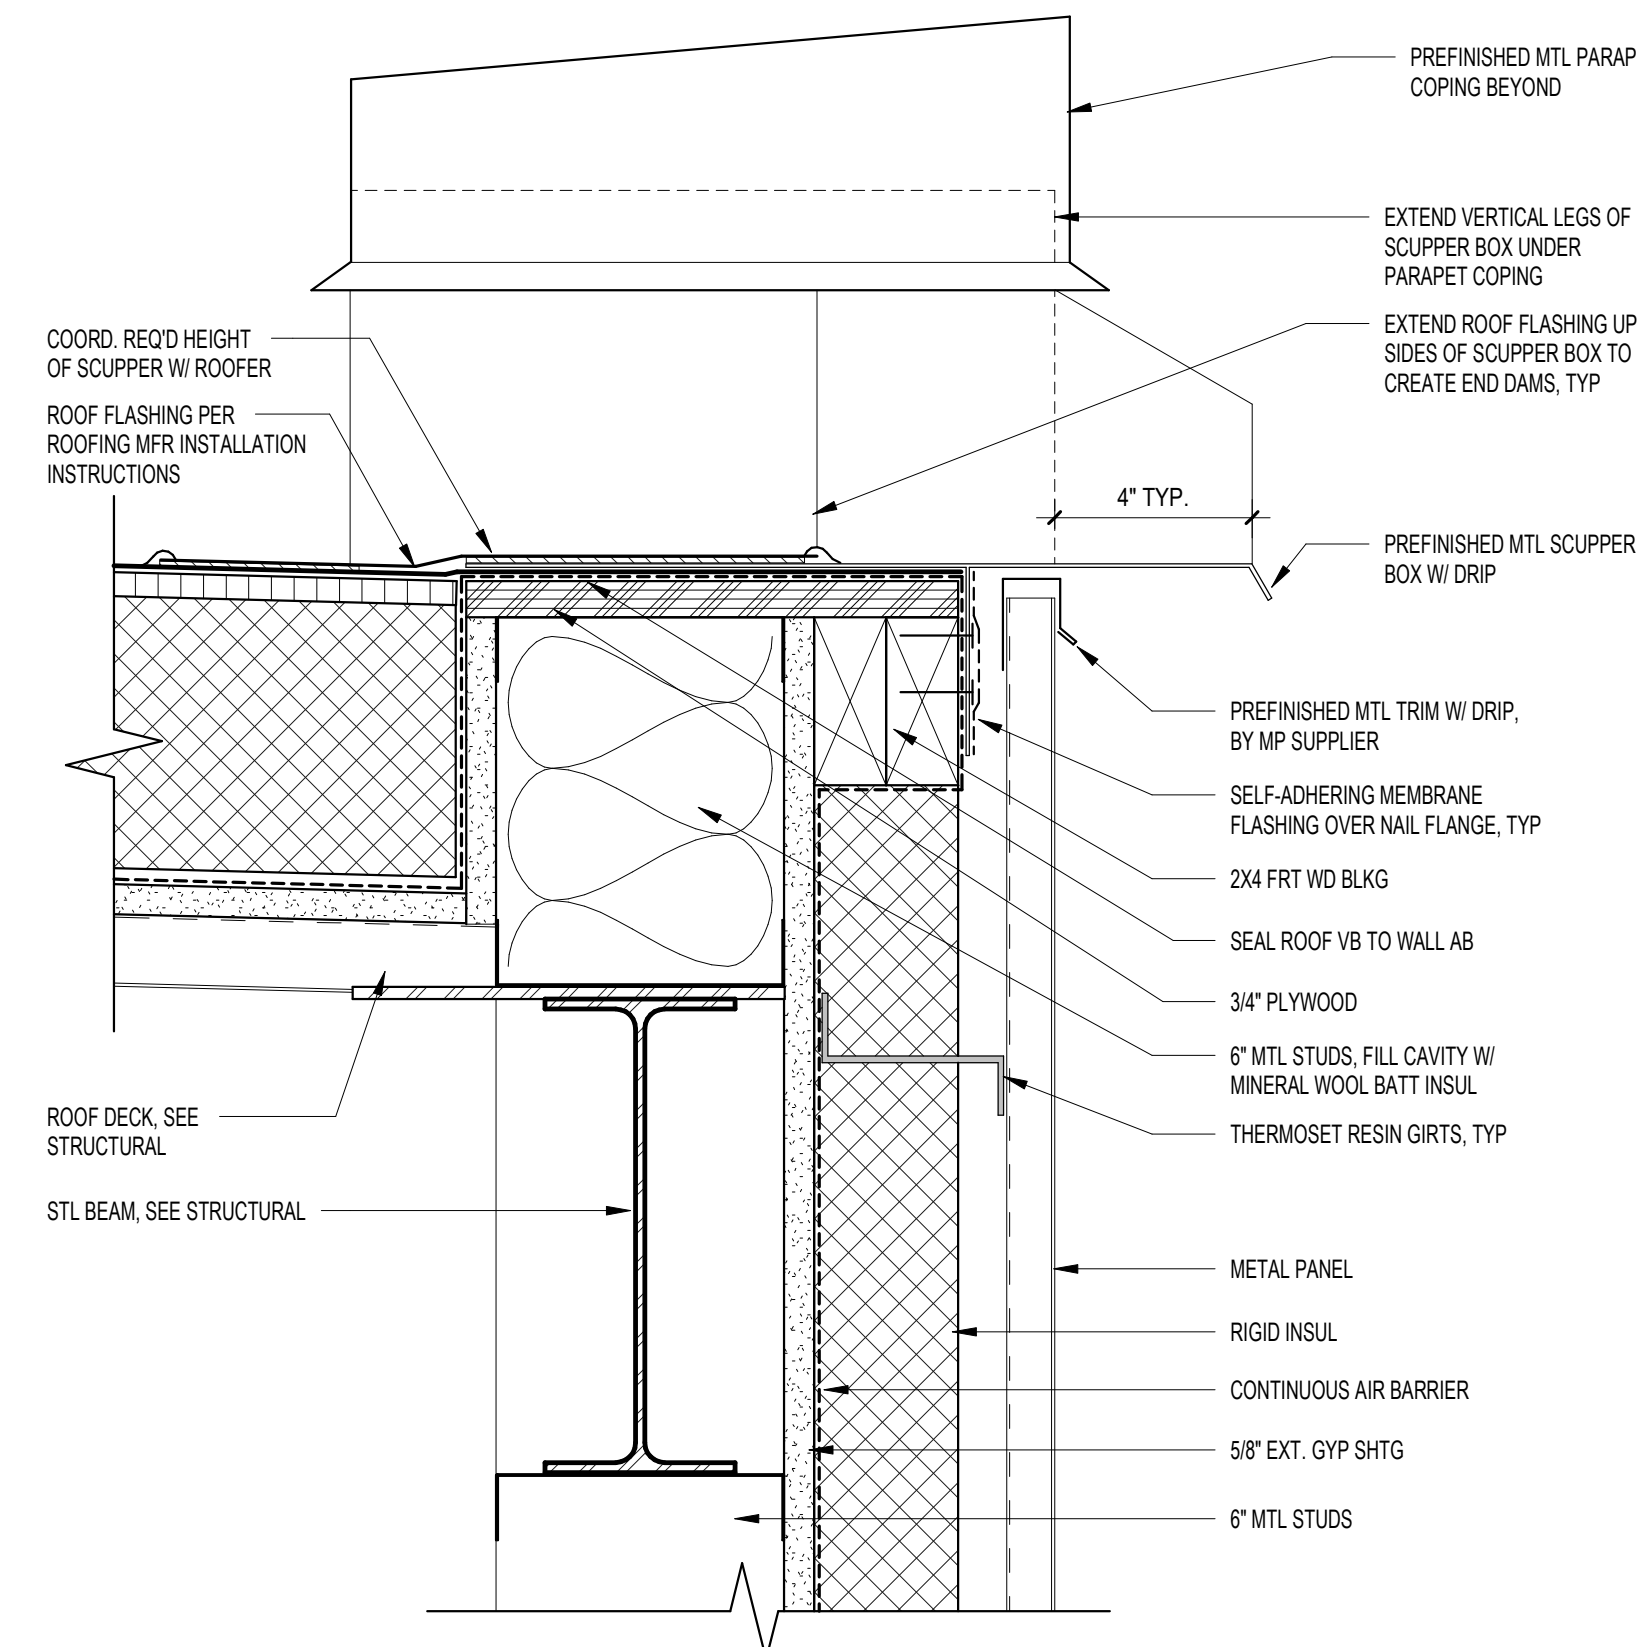 PREFINISHED MTL PARAP
COPING BEYOND
EXTEND VERTICAL LEGS OF
SCUPPER BOX UNDER
PARAPET COPING
EXTEND ROOF FLASHING UP
SIDES OF SCUPPER BOX TO
CREATE END DAMS, TYP
COORD. REQ'D HEIGHT
OF SCUPPER W/ ROOFER
ROOF FLASHING PER
ROOFING MFR INSTALLATION
INSTRUCTIONS
4" TYP.
PREFINISHED MTL SCUPPER
BOX W/ DRIP
PREFINISHED MTL TRIM W/ DRIP,
BY MP SUPPLIER
SELF-ADHERING MEMBRANE
FLASHING OVER NAIL FLANGE, TYP
2X4 FRT WD BLKG
SEAL ROOF VB TO WALL AB
3/4" PLYWOOD
6" MTL STUDS, FILL CAVITY W/
MINERAL WOOL BATT INSUL
THERMOSET RESIN GIRTS, TYP
ROOF DECK, SEE
STRUCTURAL
STL BEAM, SEE STRUCTURAL
METAL PANEL
RIGID INSUL
CONTINUOUS AIR BARRIER
5/8" EXT. GYP SHTG
6" MTL STUDS